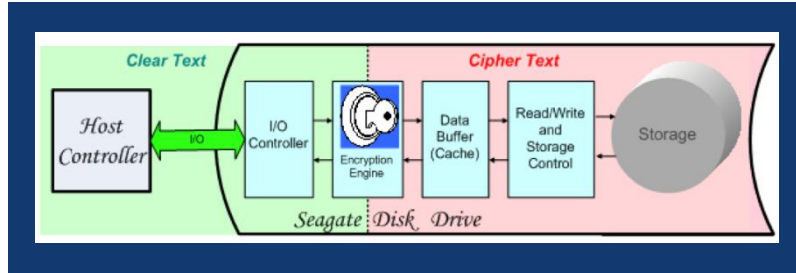 Clear Text
Cipher Text
Host
Controller
I/O
I/O
Controller
Encryption
Engine
Data
Buffer
(Cache)
Read/Write
and
Storage
Control
Storage
Seagate Disk Drive